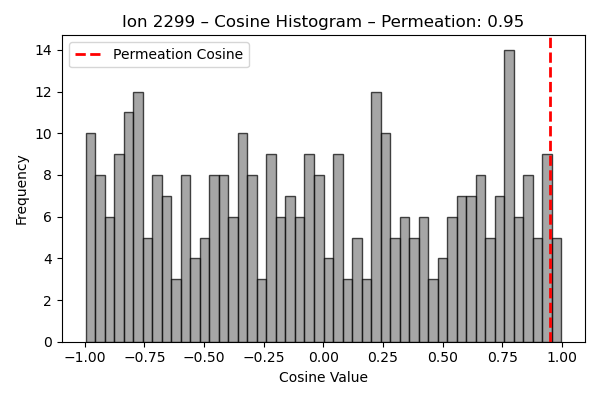 Ion 2299 – Cosine Histogram – Permeation: 0.95
Permeation Cosine
Frequency
14
12
10
8
6
4
2
0
−1.00 −0.75 −0.50 −0.25 0.00 0.25 0.50 0.75 1.00
Cosine Value